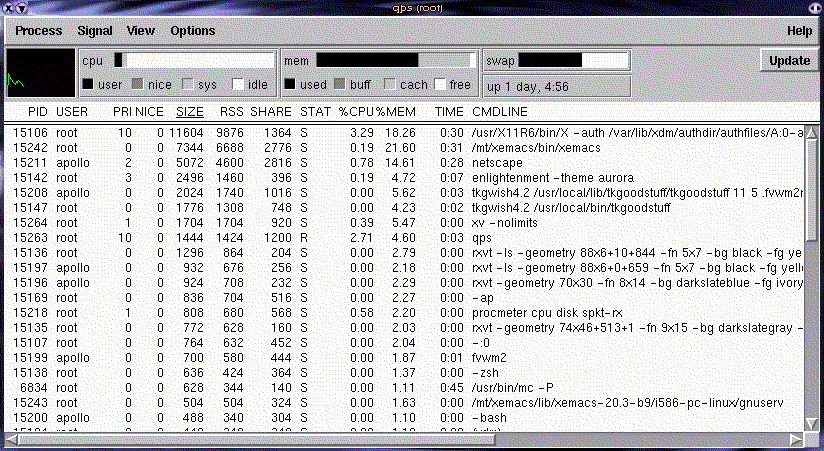 qps (root)
Process Signal View Options Help
cpu mem swap Update
user nice sys idle used buff cach free up 1 day, 4:56
PID USER PRI NICE SIZE RSS SHARE STAT %CPU %MEM TIME CMDLINE
15106 root 10 0 11604 9876 1364 S 3.29 18.26 0:30 /usr/X11R6/bin/X -auth /var/lib/xdm/authdir/authfiles/A:0-a
15242 root 0 0 7344 6688 2776 S 0.19 21.60 0:31 /mt/xemacs/bin/xemacs
15211 apollo 2 0 5072 4600 2816 S 0.78 14.61 0:28 netscape
15142 root 3 0 2496 1460 396 S 0.19 4.72 0:07 enlightenment -theme aurora
15208 apollo 0 0 2024 1740 1016 S 0.00 5.62 0:03 tkgwish4.2 /usr/local/lib/tkgoodstuff/tkgoodstuff 11 5 .fvwm2r
15147 root 0 0 1776 1308 748 S 0.00 4.23 0:02 tkgwish4.2 /usr/local/bin/tkgoodstuff
15264 root 1 0 1704 1704 920 S 0.39 5.47 0:00 xv -nolimits
15263 root 10 0 1444 1424 1200 R 2.71 4.60 0:03 qps
15136 root 0 0 1296 864 204 S 0.00 2.79 0:00 rxvt -ls -geometry 88x6+10+844 -fn 5x7 -bg black -fg ye
15197 apollo 0 0 932 676 256 S 0.00 2.18 0:00 rxvt -ls -geometry 88x6+0+659 -fn 5x7 -bg black -fg yell
15196 apollo 0 0 924 708 232 S 0.00 2.29 0:00 rxvt -geometry 70x30 -fn 8x14 -bg darkslateblue -fg ivory
15169 root 0 0 836 704 516 S 0.00 2.27 0:00 -ap
15218 root 1 0 808 680 568 S 0.58 2.20 0:00 procmeter cpu disk spkt-rx
15135 root 0 0 772 628 160 S 0.00 2.03 0:00 rxvt -geometry 74x46+513+1 -fn 9x15 -bg darkslategray -
15107 root 0 0 764 632 452 S 0.00 2.04 0:00 -:0
15199 apollo 0 0 700 580 444 S 0.00 1.87 0:01 fvwm2
15138 root 0 0 636 424 364 S 0.00 1.37 0:00 -zsh
6834 root 0 0 628 344 140 S 0.00 1.11 0:45 /usr/bin/mc -P
15243 root 0 0 504 504 324 S 0.00 1.63 0:00 /mt/xemacs/lib/xemacs-20.3-b9/i586-pc-linux/gnuserv
15200 apollo 0 0 488 340 304 S 0.00 1.10 0:00 -bash